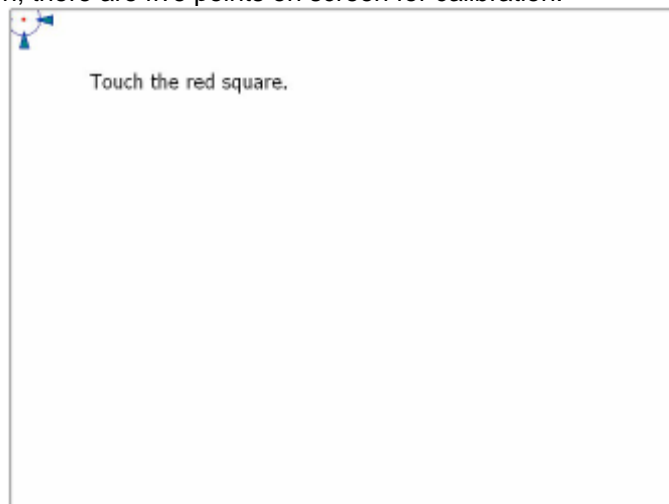 there are five points on screen for calibration.
Touch the red square.